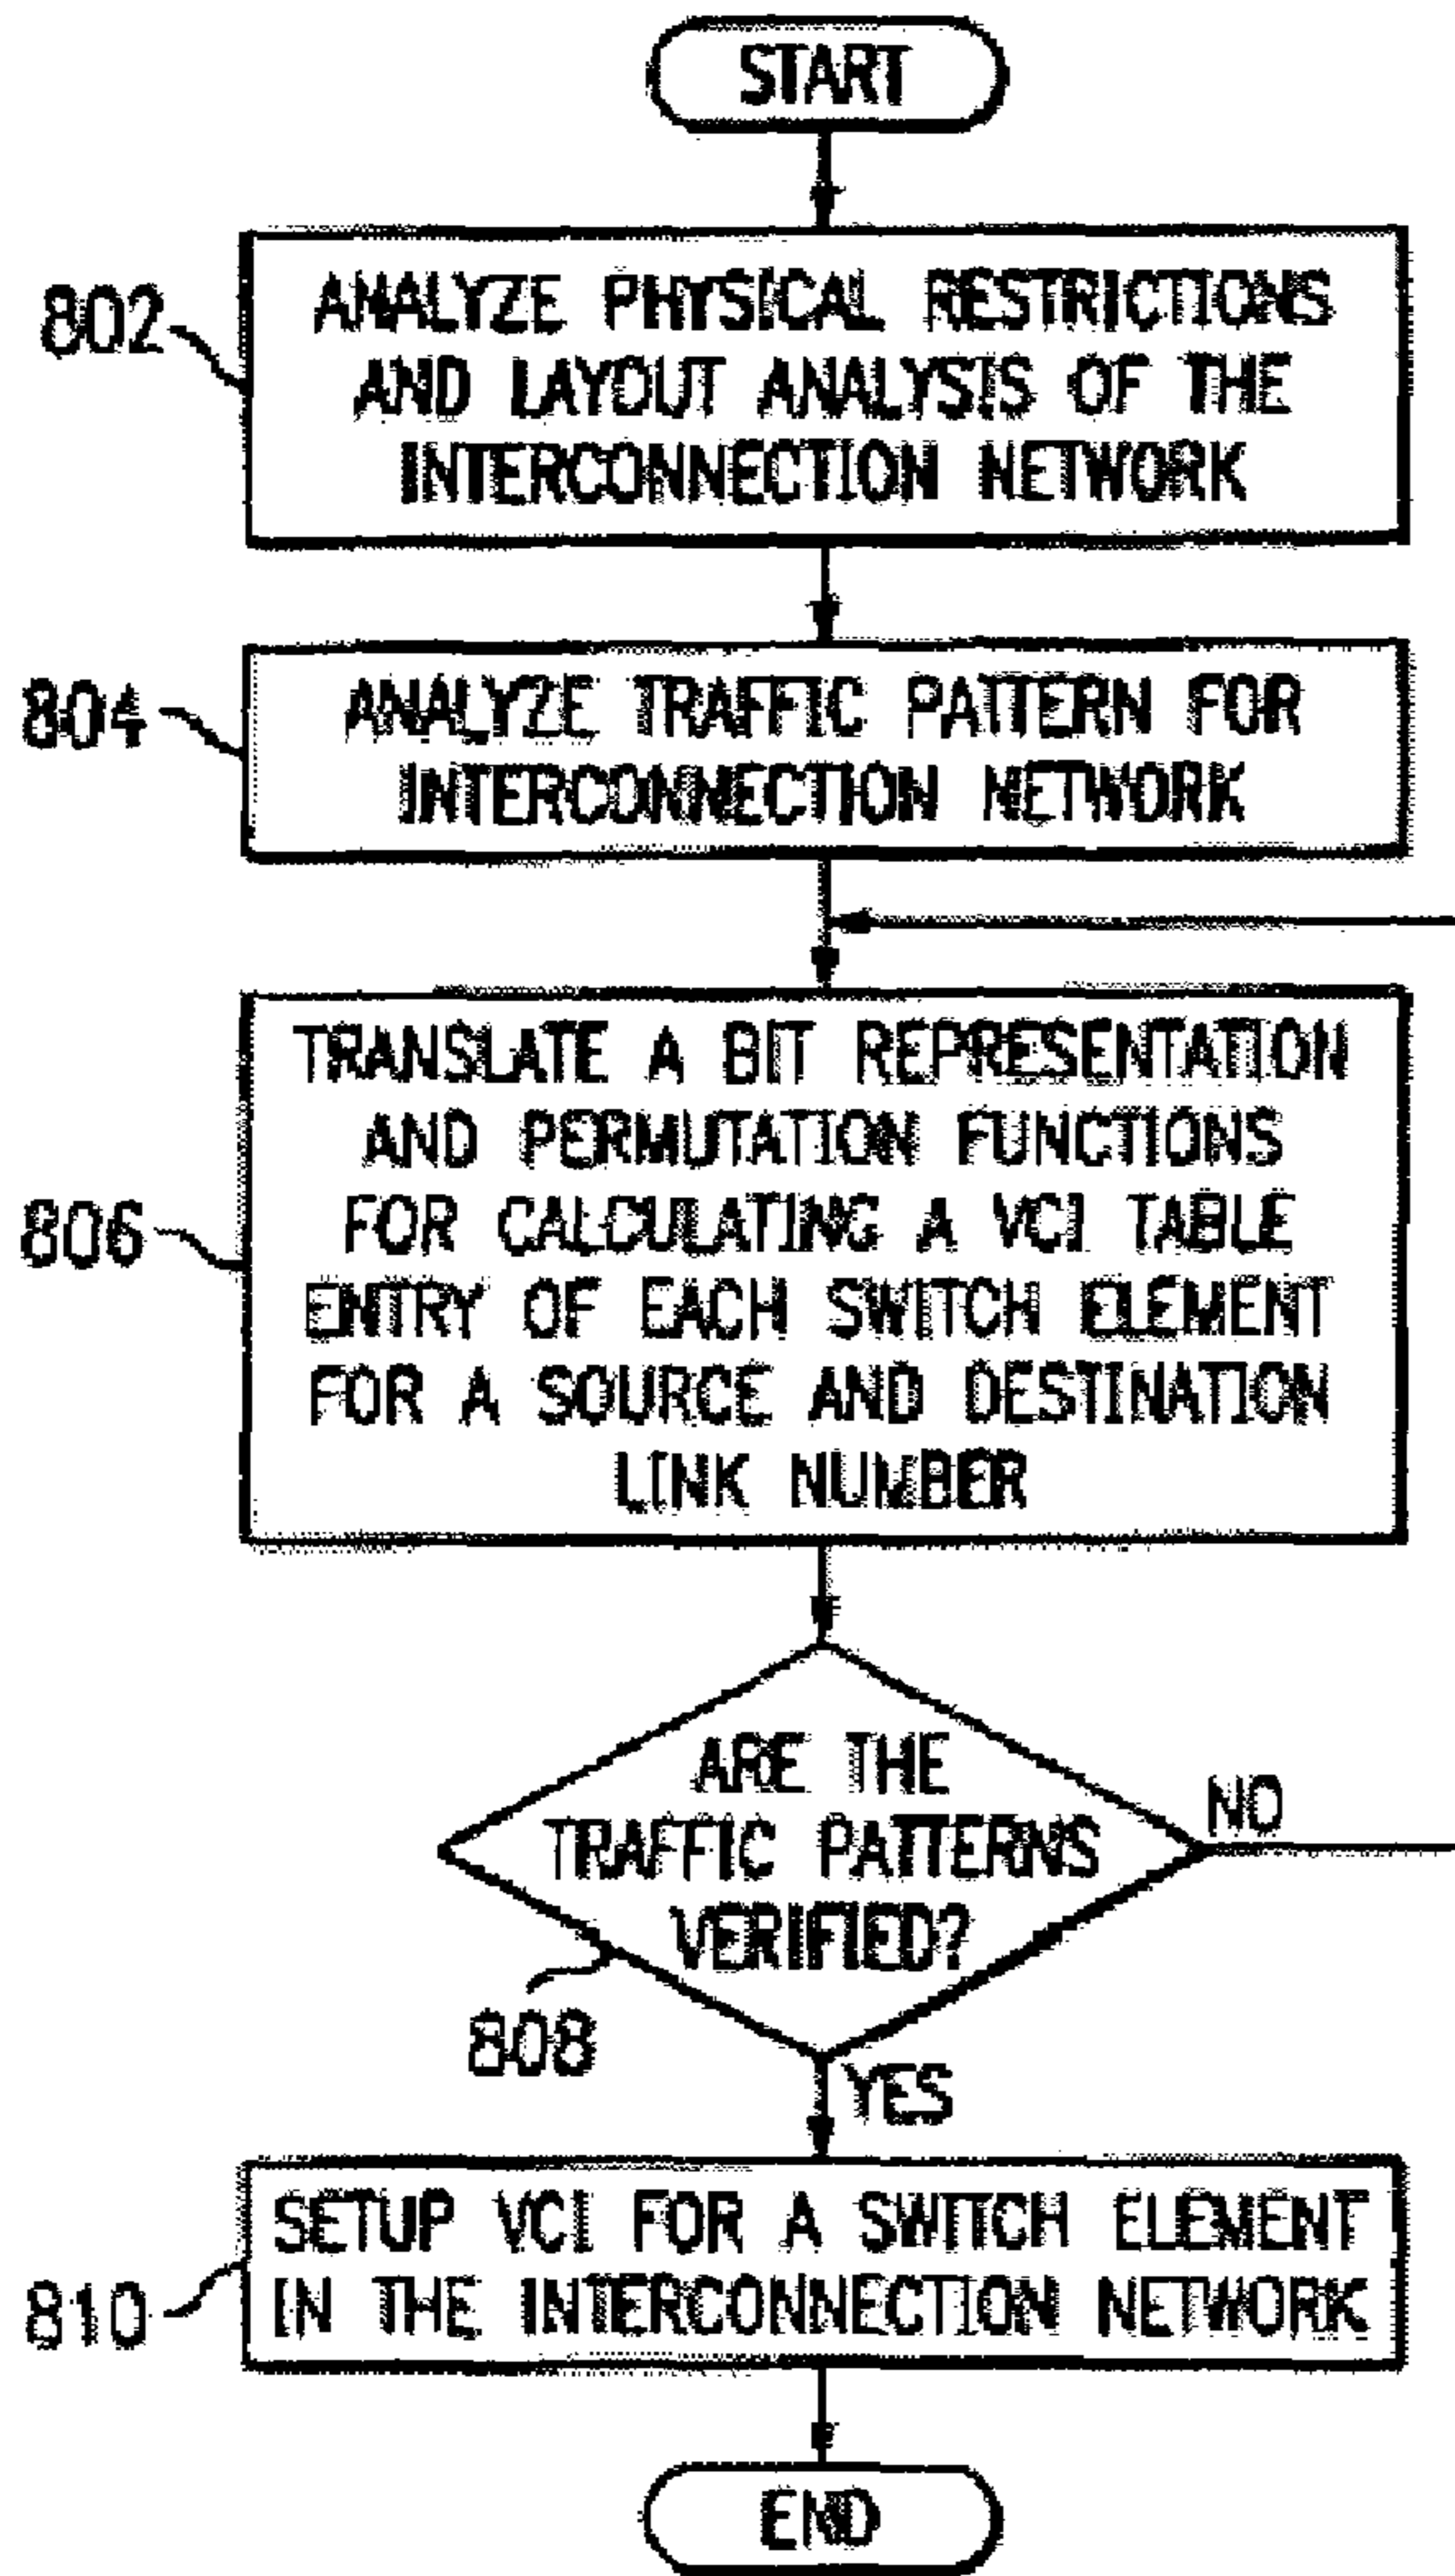 START
802
ANALYZE PHYSICAL RESTRICTIONS
AND LAYOUT ANALYSIS OF THE
INTERCONNECTION NETWORK
804
ANALYZE TRAFFIC PATTERN FOR
INTERCONNECTION NETWORK
806
TRANSLATE A BIT REPRESENTATION
AND PERMUTATION FUNCTIONS
FOR CALCULATING A VCI TABLE
ENTRY OF EACH SWITCH ELEMENT
FOR A SOURCE AND DESTINATION
LINK NUMBER
ARE THE
TRAFFIC PATTERNS
VERIFIED?
NO
808
YES
810
SETUP VCI FOR A SWITCH ELEMENT
IN THE INTERCONNECTION NETWORK
END